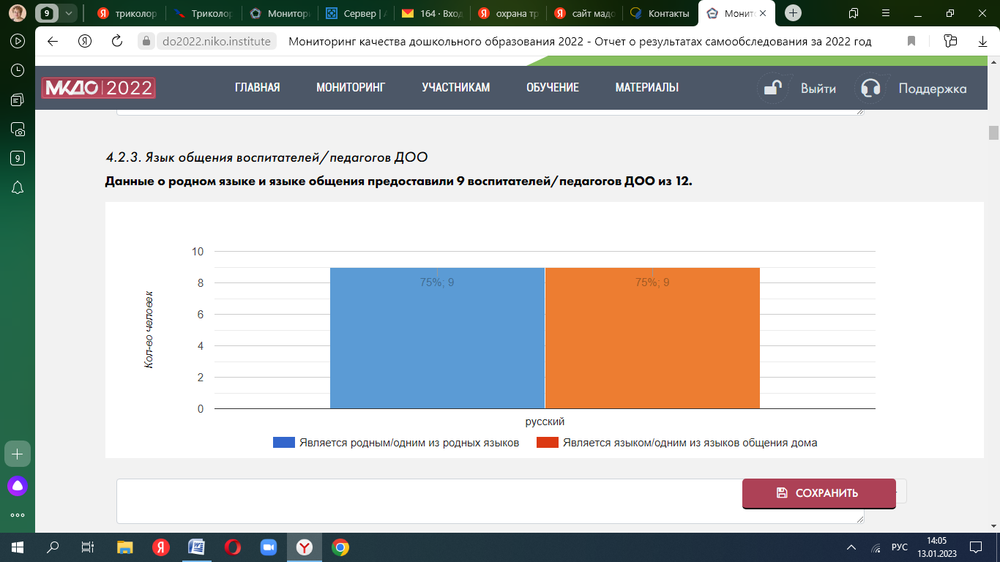 9
триколор
Триколор
Монитори
Сервер | А
164 · Вход
охрана тр
сайт мадо
Контакты
Монито
do2022.niko.institute
Мониторинг качества дошкольного образования 2022 - Отчет о результатах самообследования за 2022 год
МКДО 2022
ГЛАВНАЯ
МОНИТОРИНГ
УЧАСТНИКАМ
ОБУЧЕНИЕ
МАТЕРИАЛЫ
Выйти
Поддержка
9
4.2.3. Язык общения воспитателей/педагогов ДОО
Данные о родном языке и языке общения предоставили 9 воспитателей/педагогов ДОО из 12.
Кол-во человек
10
8
6
4
2
0
75%; 9
75%; 9
русский
Является родным/одним из родных языков
Является языком/одним из языков общения дома
СОХРАНИТЬ
РУС
14:05
13.01.2023